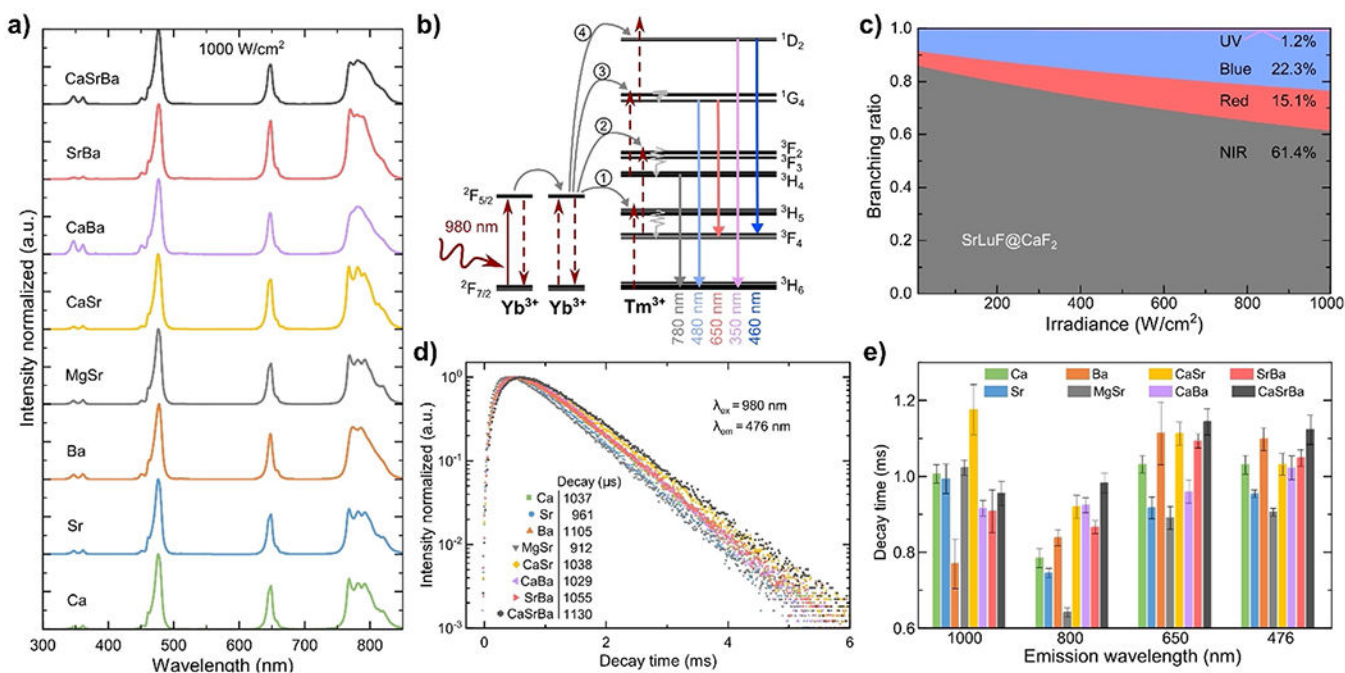 a)
1000 W/cm²
CaSrBa
SrBa
CaBa
CaSr
MgSr
Ba
Sr
Ca
Intensity normalized (a.u.)
300 400 500 600 700 800
Wavelength (nm)
b)
④
③
②
①
¹D₂
¹G₄
³F₂
³F₃
³H₄
³H₅
³F₄
³H₆
²F₅/₂
980 nm
²F₇/₂
Yb³⁺ Yb³⁺ Tm³⁺
780 nm
480 nm
650 nm
350 nm
460 nm
c)
Branching ratio
1.0
0.8
0.6
0.4
0.2
0.0
UV 1.2%
Blue 22.3%
Red 15.1%
NIR 61.4%
SrLuF@CaF₂
200 400 600 800 1000
Irradiance (W/cm²)
d)
Intensity normalized (a.u.)
10⁰
10⁻¹
10⁻²
10⁻³
λex = 980 nm
λem = 476 nm
Decay (µs)
Ca 1037
Sr 961
Ba 1105
MgSr 912
CaSr 1038
CaBa 1029
SrBa 1055
CaSrBa 1130
0 1 2 3 4 5 6
Decay time (ms)
e)
Ca Ba CaSr SrBa
Sr MgSr CaBa CaSrBa
Decay time (ms)
1.2
1.0
0.8
0.6
1000 800 650 476
Emission wavelength (nm)